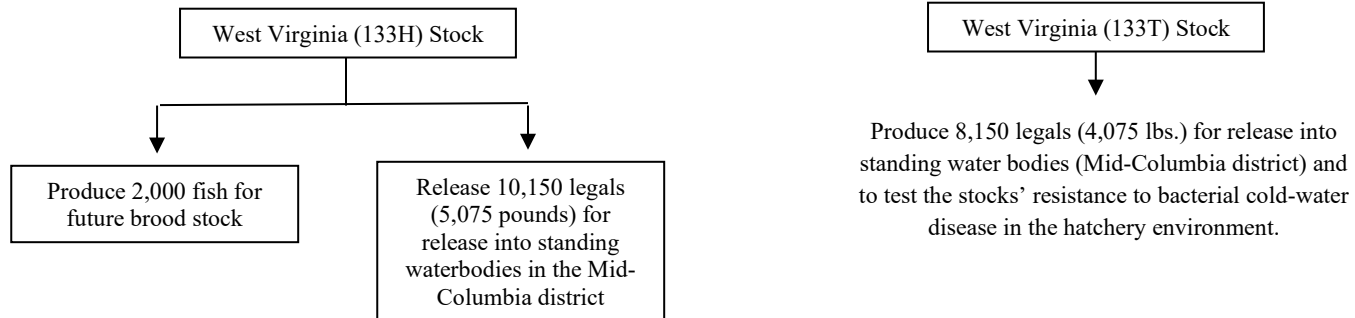 West Virginia (133H) Stock
Produce 2,000 fish for
future brood stock
Release 10,150 legals
(5,075 pounds) for
release into standing
waterbodies in the Mid-
Columbia district
West Virginia (133T) Stock
Produce 8,150 legals (4,075 lbs.) for release into
standing water bodies (Mid-Columbia district) and
to test the stocks’ resistance to bacterial cold-water
disease in the hatchery environment.